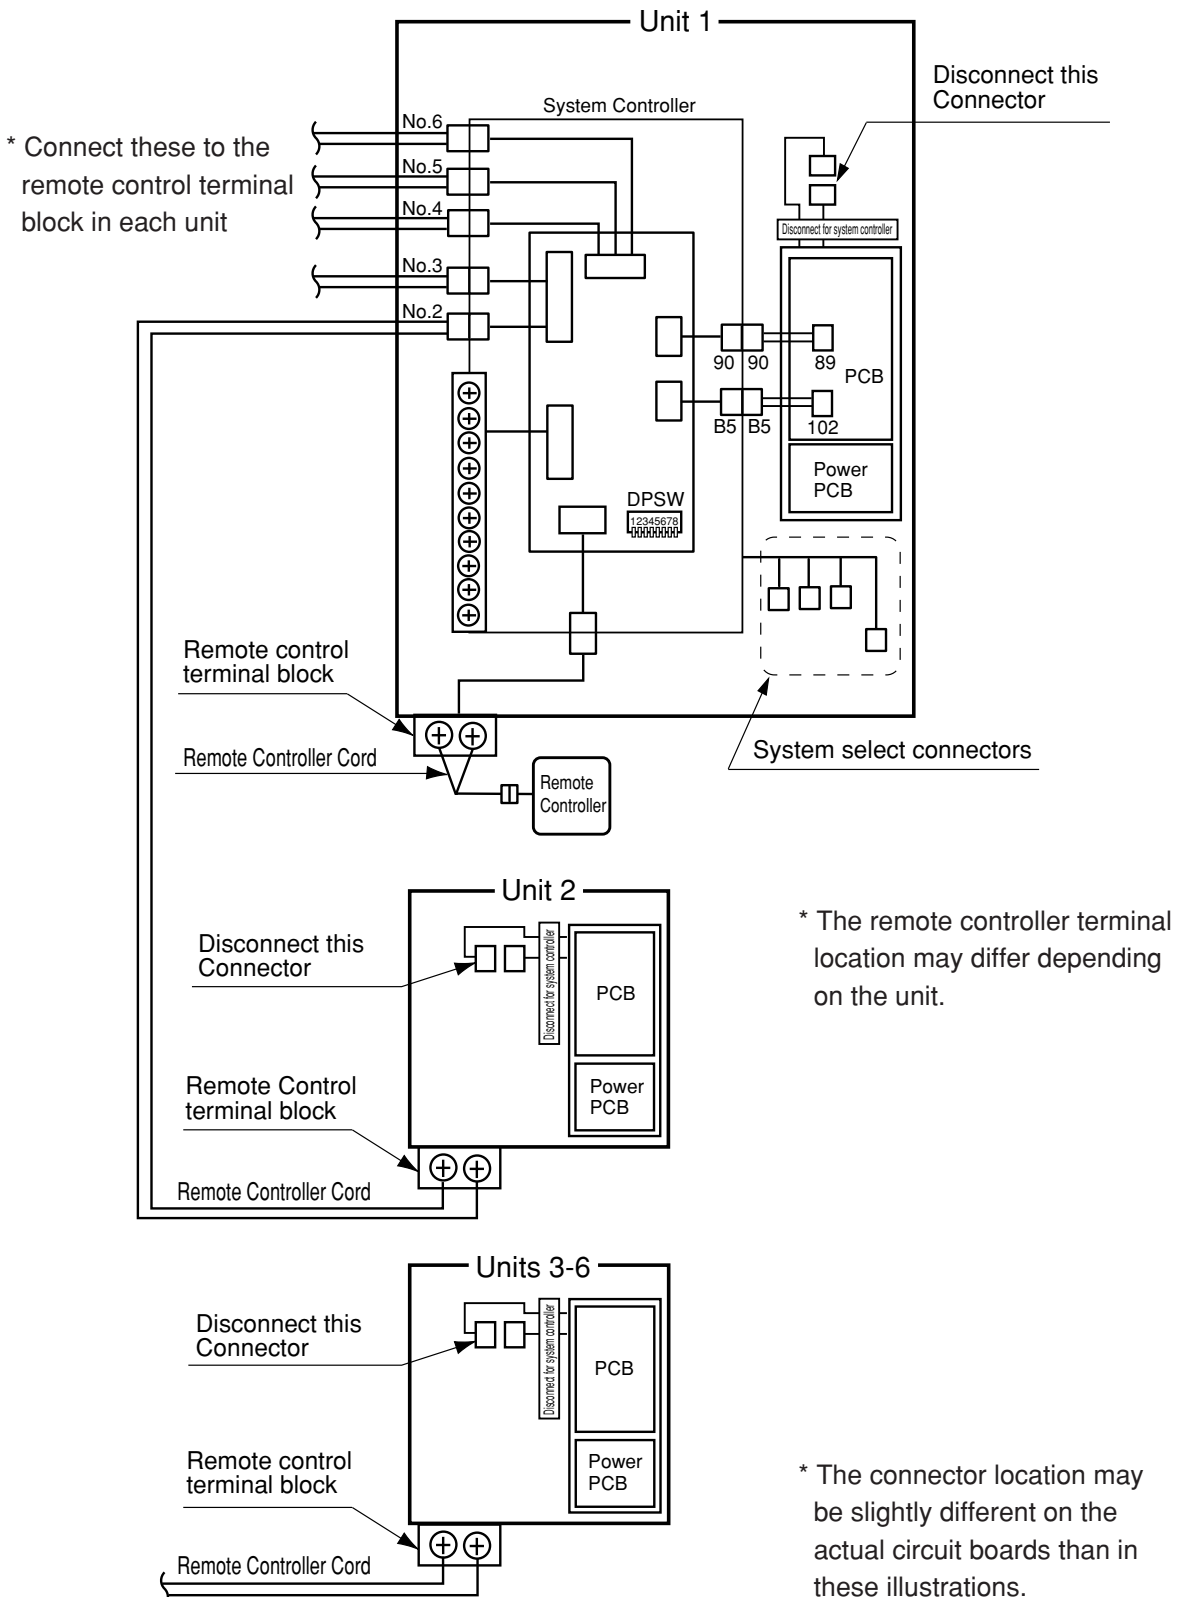 Unit 1
Disconnect this
Connector
System Controller
* Connect these to the
remote control terminal
block in each unit
No.6
No.5
No.4
No.3
No.2
Disconnect for system controller
90 90 89
PCB
B5 B5 102
Power
PCB
DPSW
12345678
Remote control
terminal block
Remote Controller Cord
System select connectors
Remote
Controller
Unit 2
Disconnect this
Connector
Disconnect for system controller
PCB
Power
PCB
* The remote controller terminal
location may differ depending
on the unit.
Remote Control
terminal block
Remote Controller Cord
Units 3-6
Disconnect this
Connector
Disconnect for system controller
PCB
Power
PCB
Remote control
terminal block
Remote Controller Cord
* The connector location may
be slightly different on the
actual circuit boards than in
these illustrations.